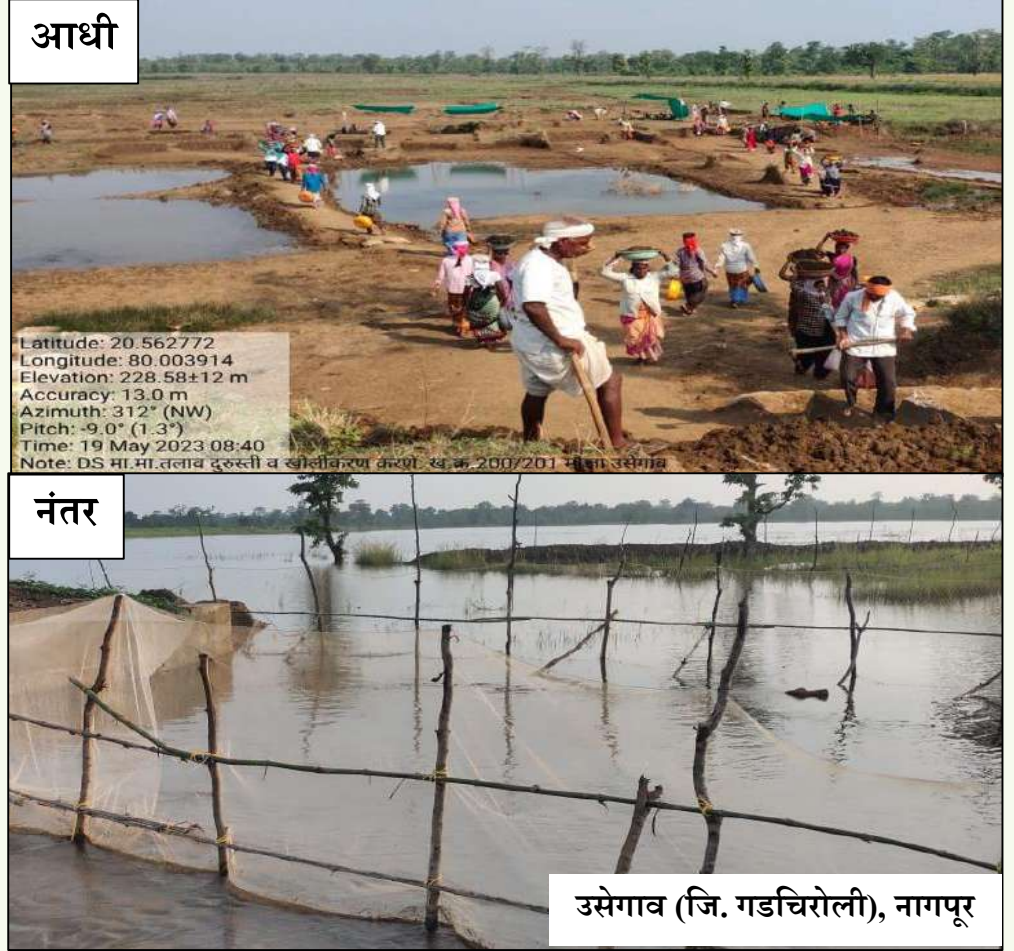 आधी
Latitude: 20.562772
Longitude: 80.003914
Elevation: 228.58±12 m
Accuracy: 13.0 m
Azimuth: 312° (NW)
Pitch: -9.0° (1.3°)
Time: 19 May 2023 08:40
Note: DS मा.मा.तलाव दुरुस्ती व खोलीकरण करणे ख.क्र.200/201 उसेगाव
नंतर
उसेगाव (जि. गडचिरोली), नागपूर